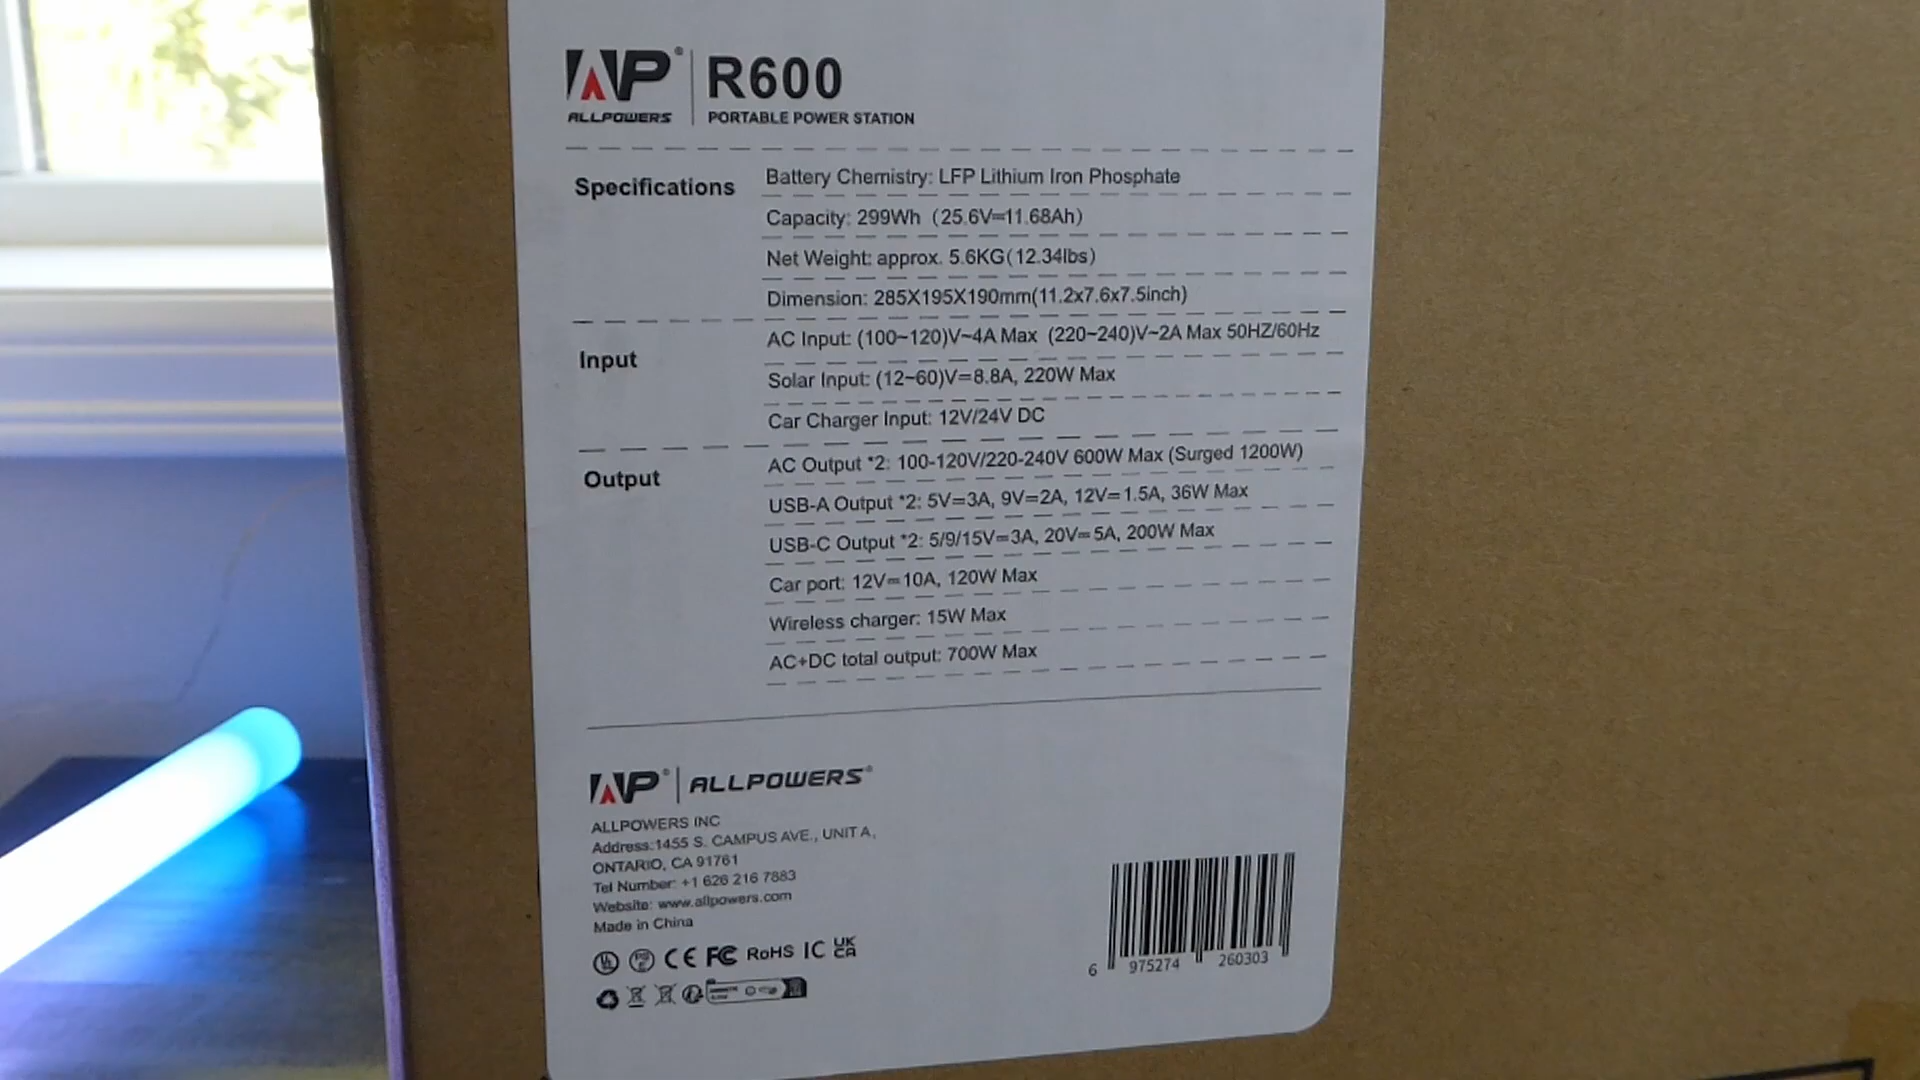 AP®
ALLPOWERS
R600
PORTABLE POWER STATION
Specifications
Battery Chemistry: LFP Lithium Iron Phosphate
Capacity: 299Wh (25.6V⎓11.68Ah)
Net Weight: approx. 5.6KG(12.34lbs)
Dimension: 285X195X190mm(11.2x7.6x7.5inch)
Input
AC Input: (100~120)V~4A Max (220~240)V~2A Max 50HZ/60Hz
Solar Input: (12~60)V⎓8.8A, 220W Max
Car Charger Input: 12V/24V DC
Output
AC Output *2: 100-120V/220-240V 600W Max (Surged 1200W)
USB-A Output *2: 5V⎓3A, 9V⎓2A, 12V⎓1.5A, 36W Max
USB-C Output *2: 5/9/15V⎓3A, 20V⎓5A, 200W Max
Car port: 12V⎓10A, 120W Max
Wireless charger: 15W Max
AC+DC total output: 700W Max
AP® ALLPOWERS®
ALLPOWERS INC
Address:1455 S. CAMPUS AVE., UNIT A,
ONTARIO, CA 91761
Tel Number: +1 626 216 7883
Website: www.allpowers.com
Made in China
UL PSE CE FC RoHS IC UKCA
6 975274 260303